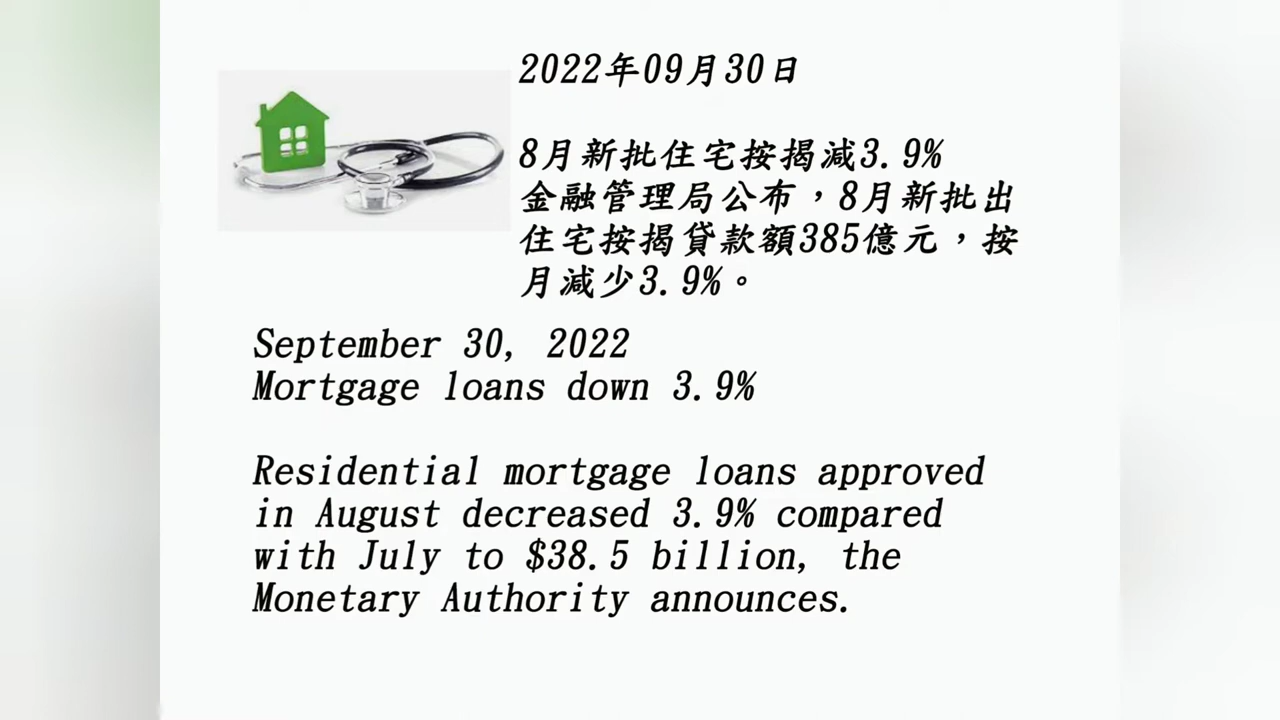 2022年09月30日
8月新批住宅按揭減3.9%
金融管理局公布，8月新批出
住宅按揭貸款額385億元，按
月減少3.9%。
September 30, 2022
Mortgage loans down 3.9%
Residential mortgage loans approved
in August decreased 3.9% compared
with July to $38.5 billion, the
Monetary Authority announces.